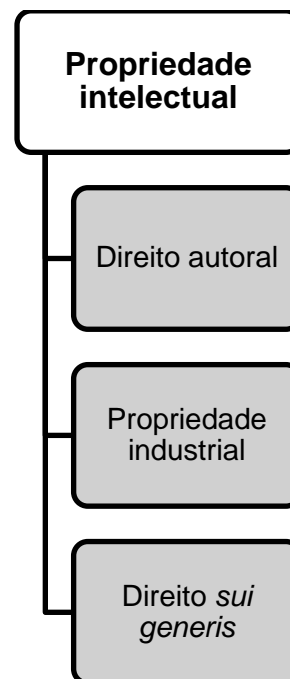 Propriedade
intelectual
Direito autoral
Propriedade
industrial
Direito sui
generis